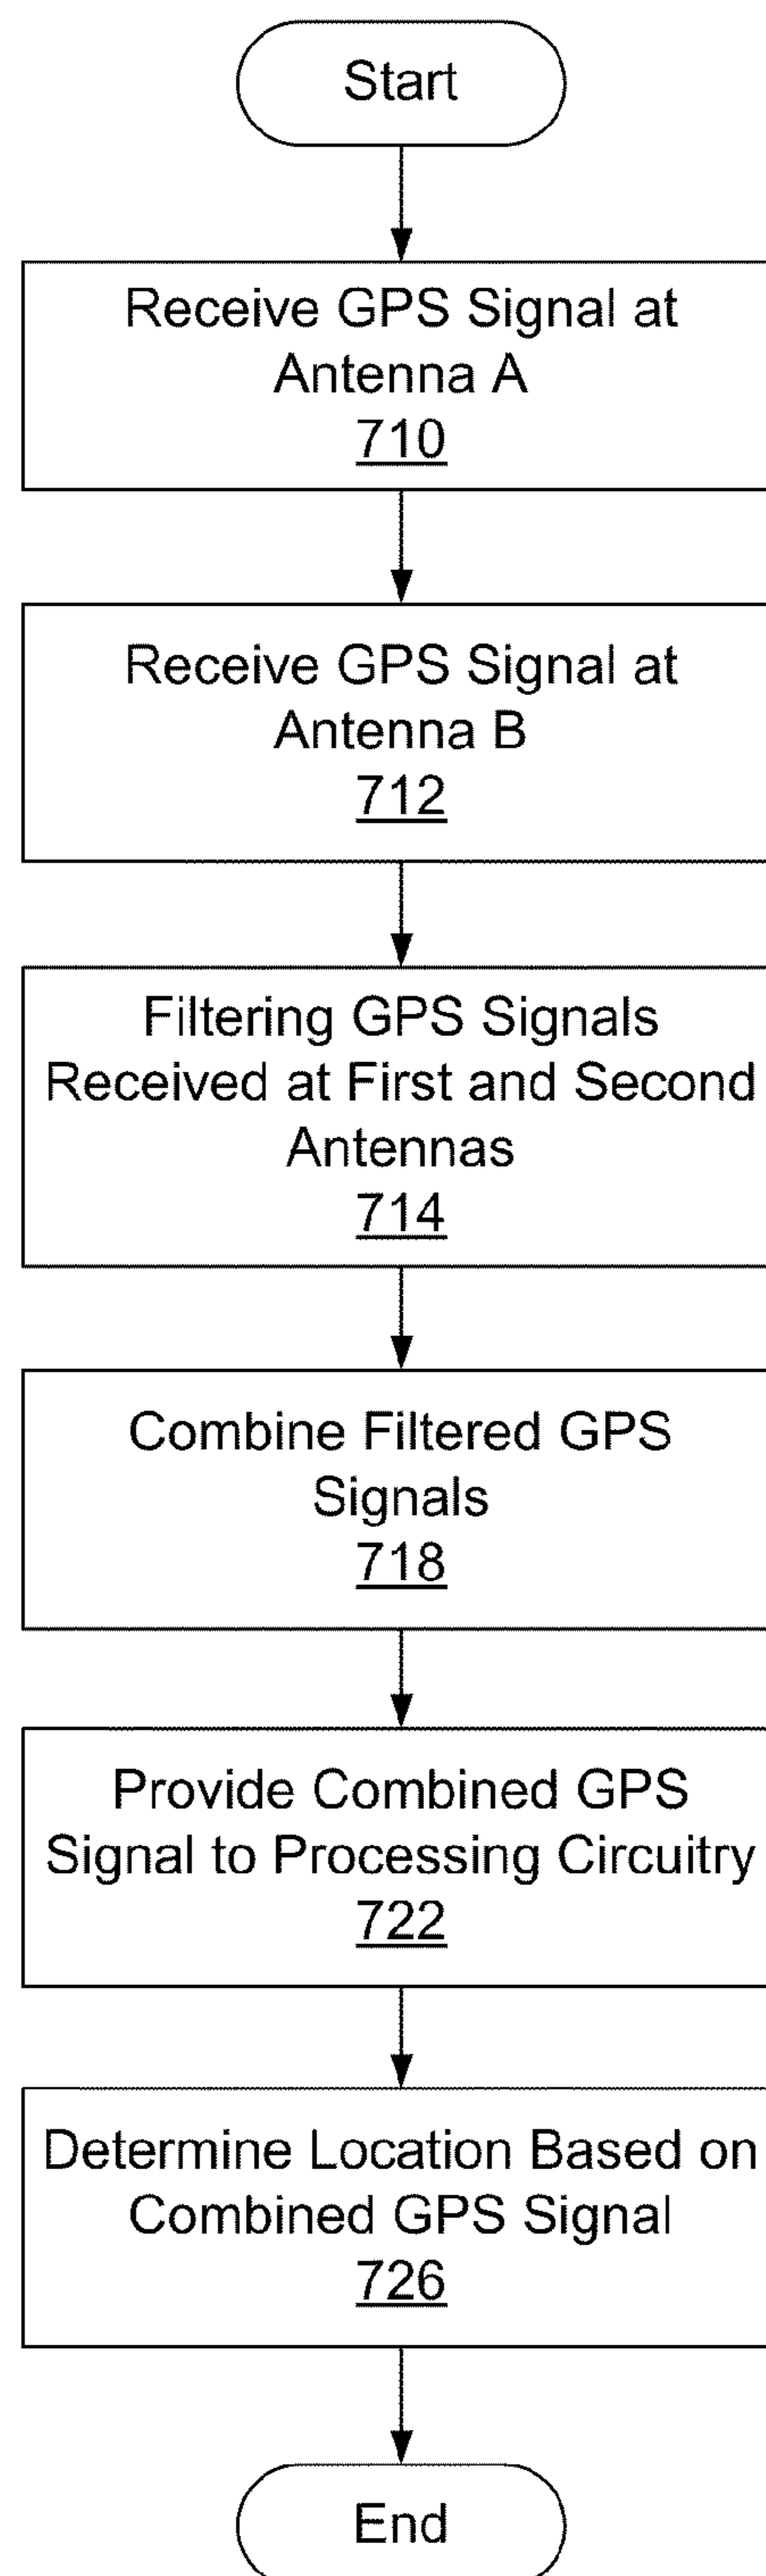 Start
Receive GPS Signal at
Antenna A
710
Receive GPS Signal at
Antenna B
712
Filtering GPS Signals
Received at First and Second
Antennas
714
Combine Filtered GPS
Signals
718
Provide Combined GPS
Signal to Processing Circuitry
722
Determine Location Based on
Combined GPS Signal
726
End